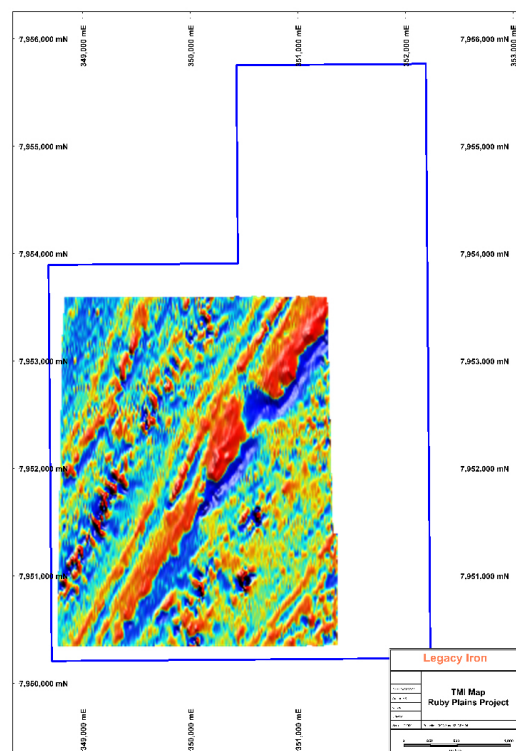 349,000 mE
350,000 mE
351,000 mE
352,000 mE
353,000 mE
7,956,000 mN
7,956,000 mN
7,955,000 mN
7,955,000 mN
7,954,000 mN
7,954,000 mN
7,953,000 mN
7,953,000 mN
7,952,000 mN
7,952,000 mN
7,951,000 mN
7,951,000 mN
7,950,000 mN
349,000 mE
350,000 mE
351,000 mE
Legacy Iron
TMI Map
Ruby Plains Project